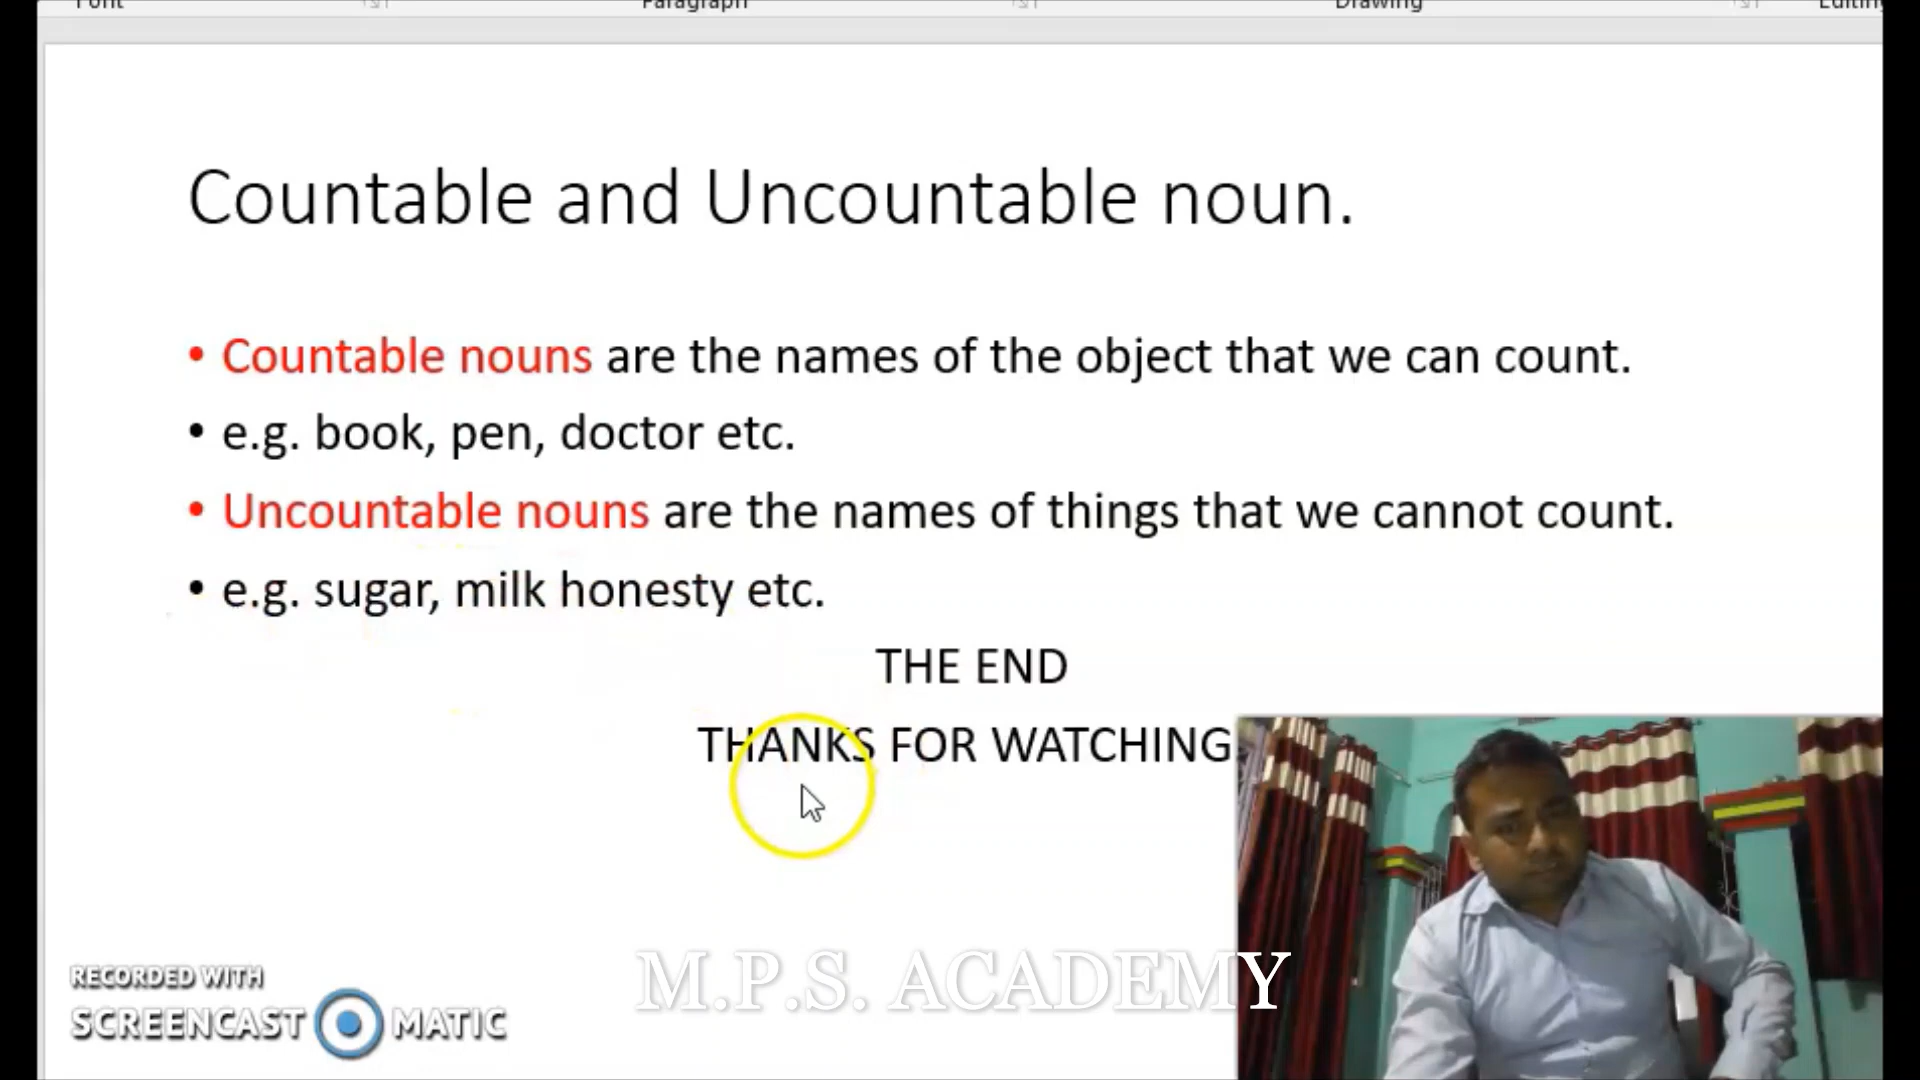 Font Paragraph Drawing Editing
Countable and Uncountable noun.
• Countable nouns are the names of the object that we can count.
• e.g. book, pen, doctor etc.
• Uncountable nouns are the names of things that we cannot count.
• e.g. sugar, milk honesty etc.
THE END
THANKS FOR WATCHING
M.P.S. ACADEMY
RECORDED WITH
SCREENCAST MATIC